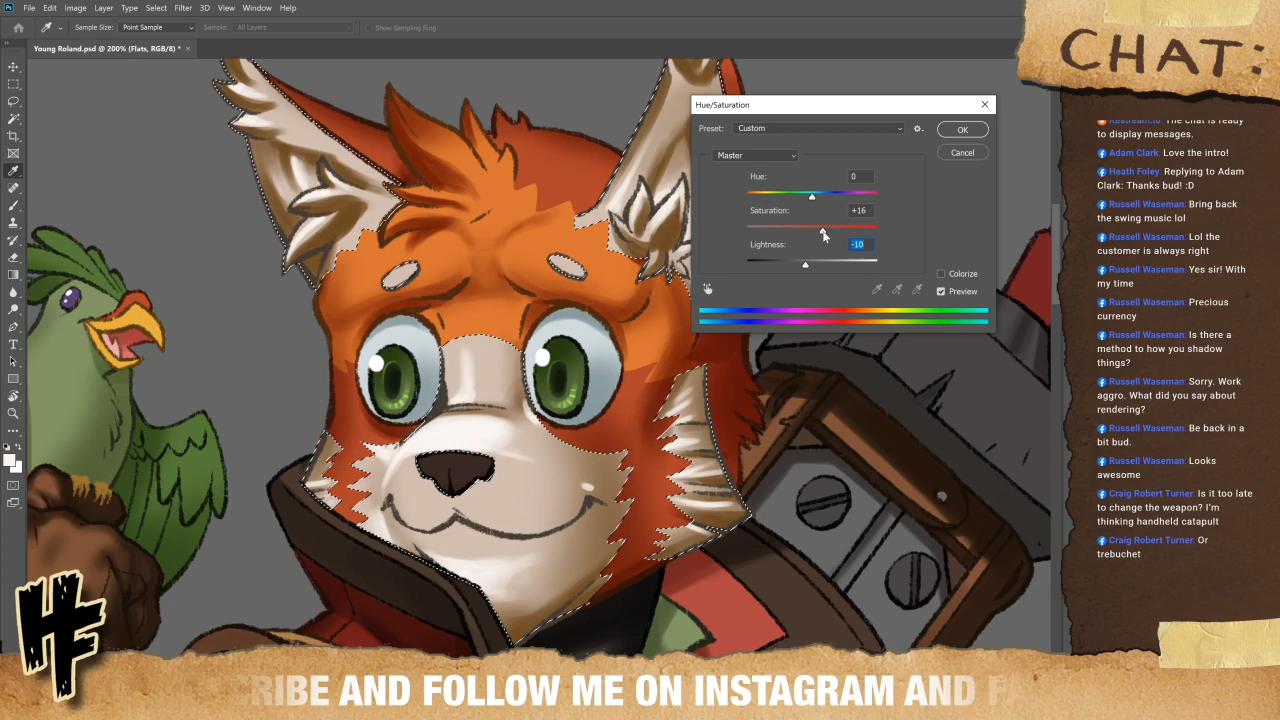 Ps File Edit Image Layer Type Select Filter 3D View Window Help
Sample Size: Point Sample Sample: All Layers Show Sampling Ring
Young Roland.psd @ 200% (Flats, RGB/8) *
Hue/Saturation
Preset: Custom
OK
Master
Cancel
Hue: 0
Saturation: +16
Lightness: -10
Colorize
Preview
CHAT:
The chat is ready
to display messages.
Adam Clark: Love the intro!
Heath Foley: Replying to Adam
Clark: Thanks bud! :D
Russell Waseman: Bring back
the swing music lol
Russell Waseman: Lol the
customer is always right
Russell Waseman: Yes sir! With
my time
Russell Waseman: Precious
currency
Russell Waseman: Is there a
method to how you shadow
things?
Russell Waseman: Sorry. Work
aggro. What did you say about
rendering?
Russell Waseman: Be back in a
bit bud.
Russell Waseman: Looks
awesome
Craig Robert Turner: Is it too late
to change the weapon? I'm
thinking handheld catapult
Craig Robert Turner: Or
trebuchet
HF
RIBE AND FOLLOW ME ON INSTAGRAM AND